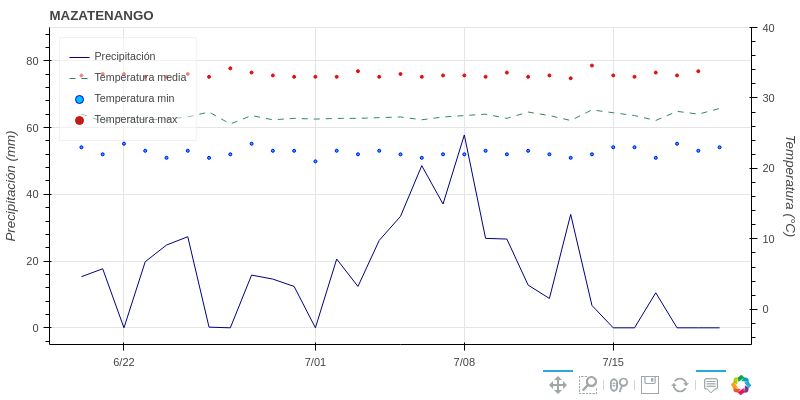 MAZATENANGO
Precipitación
Temperatura media
Temperatura min
Temperatura max
Precipitación (mm)
80
60
40
20
0
Temperatura (°C)
40
30
20
10
0
6/22
7/01
7/08
7/15